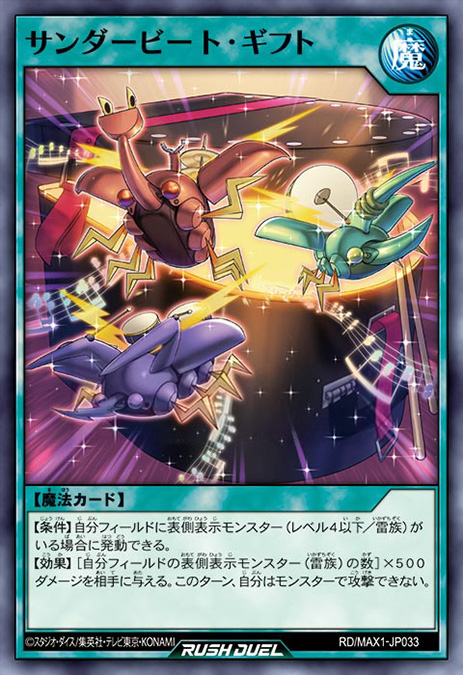 サンダービート・ギフト
魔
【魔法カード】
【条件】自分フィールドに表側表示モンスター（レベル４以下／雷族）が
いる場合に発動できる。
【効果】［自分フィールドの表側表示モンスター（雷族）の数］×５００
ダメージを相手に与える。このターン、自分はモンスターで攻撃できない。
©スタジオ・ダイス/集英社・テレビ東京・KONAMI
RUSH DUEL
RD/MAX1-JP033